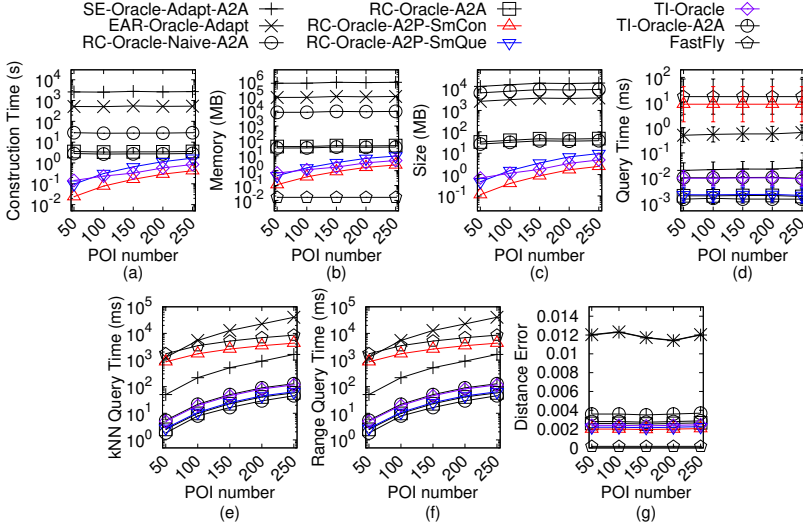 SE-Oracle-Adapt-A2A
EAR-Oracle-Adapt
RC-Oracle-Naive-A2A
RC-Oracle-A2A
RC-Oracle-A2P-SmCon
RC-Oracle-A2P-SmQue
TI-Oracle
TI-Oracle-A2A
FastFly
Construction Time (s)
10^4
10^3
10^2
10^1
10^0
10^-1
10^-2
50 100 150 200 250
POI number
(a)
Memory (MB)
10^6
10^5
10^4
10^3
10^2
10^1
10^0
10^-1
10^-2
50 100 150 200 250
POI number
(b)
Size (MB)
10^4
10^3
10^2
10^1
10^0
10^-1
50 100 150 200 250
POI number
(c)
Query Time (ms)
10^2
10^1
10^0
10^-1
10^-2
10^-3
50 100 150 200 250
POI number
(d)
kNN Query Time (ms)
10^5
10^4
10^3
10^2
10^1
10^0
50 100 150 200 250
POI number
(e)
Range Query Time (ms)
10^5
10^4
10^3
10^2
10^1
10^0
50 100 150 200 250
POI number
(f)
Distance Error
0.014
0.012
0.01
0.008
0.006
0.004
0.002
0
50 100 150 200 250
POI number
(g)